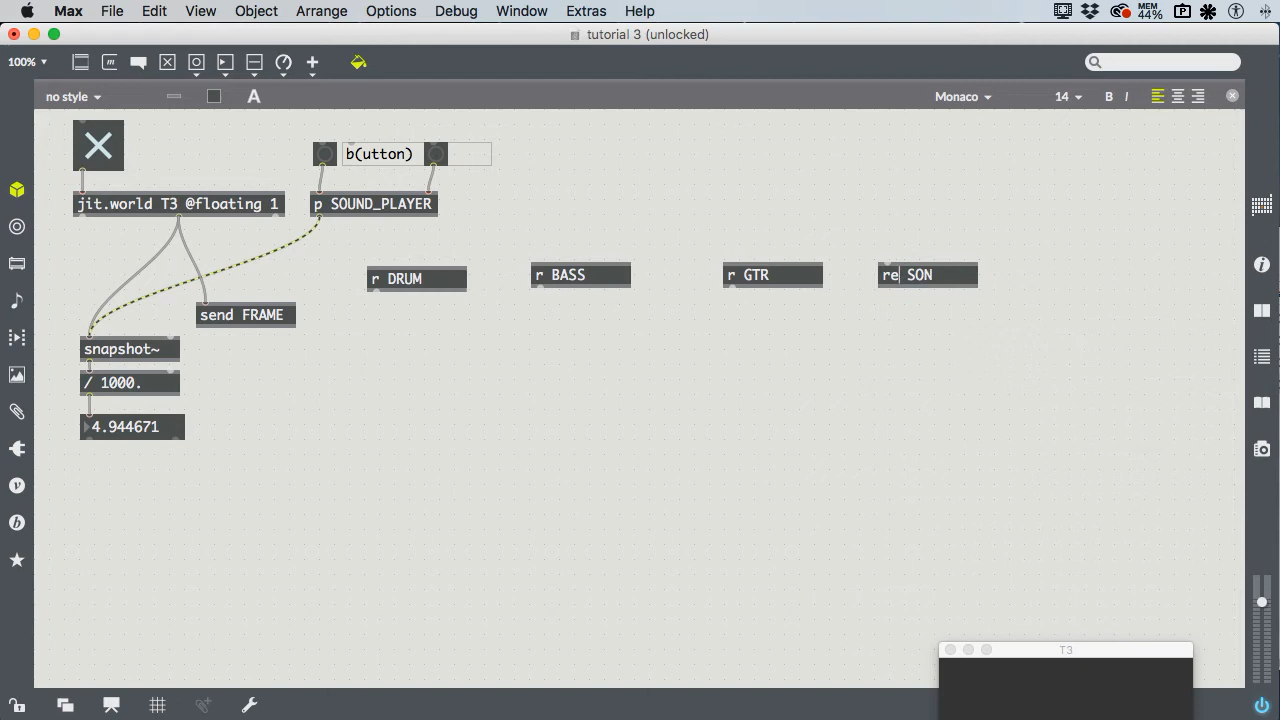 Max File Edit View Object Arrange Options Debug Window Extras Help MEM 44%
tutorial 3 (unlocked)
100%
no style A Monaco 14 B I
b(utton)
jit.world T3 @floating 1 p SOUND_PLAYER
r DRUM r BASS r GTR re SON
send FRAME
snapshot~
/ 1000.
4.944671
T3